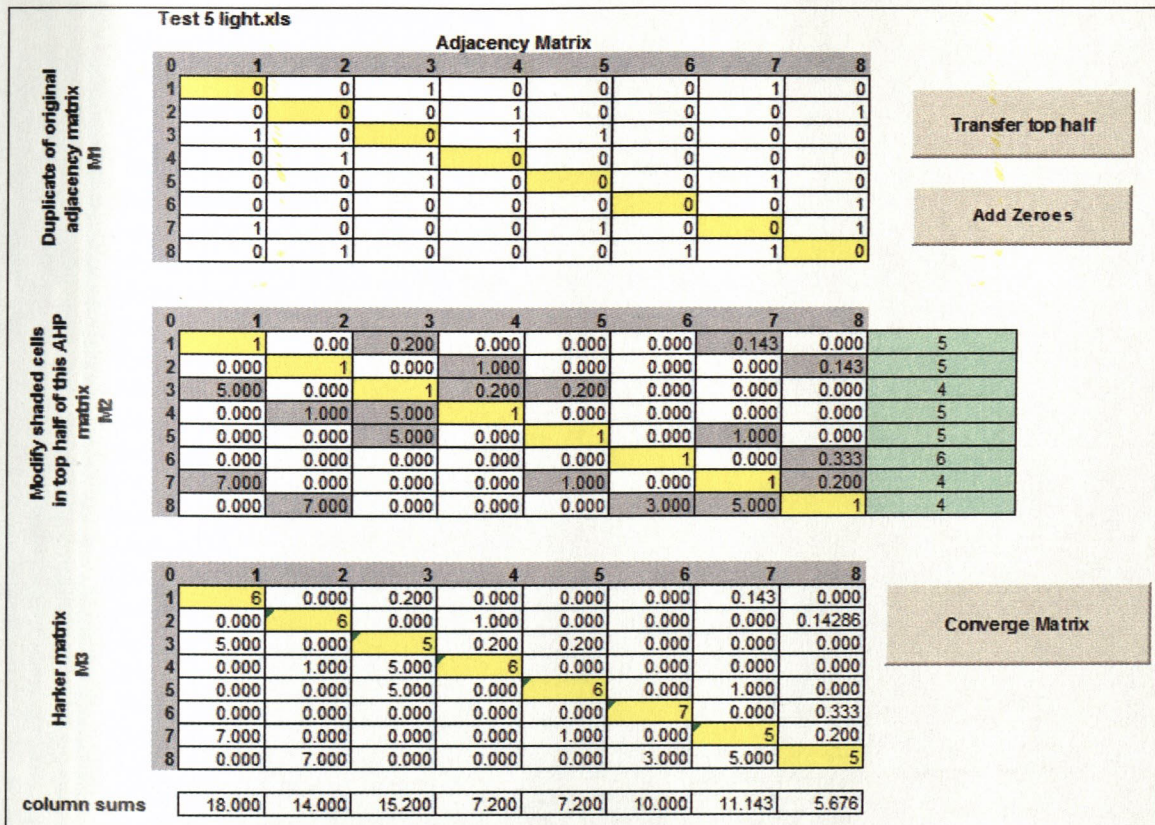 Test 5 light.xls
Adjacency Matrix
Duplicate of original
adjacency matrix
M1
0 1 2 3 4 5 6 7 8
1 0 0 1 0 0 0 1 0
2 0 0 0 1 0 0 0 1
3 1 0 0 1 1 0 0 0
4 0 1 1 0 0 0 0 0
5 0 0 1 0 0 0 1 0
6 0 0 0 0 0 0 0 1
7 1 0 0 0 1 0 0 1
8 0 1 0 0 0 1 1 0
Transfer top half
Add Zeroes
Modify shaded cells
in top half of this AHP
matrix
M2
0 1 2 3 4 5 6 7 8
1 1 0.00 0.200 0.000 0.000 0.000 0.143 0.000 5
2 0.000 1 0.000 1.000 0.000 0.000 0.000 0.143 5
3 5.000 0.000 1 0.200 0.200 0.000 0.000 0.000 4
4 0.000 1.000 5.000 1 0.000 0.000 0.000 0.000 5
5 0.000 0.000 5.000 0.000 1 0.000 1.000 0.000 5
6 0.000 0.000 0.000 0.000 0.000 1 0.000 0.333 6
7 7.000 0.000 0.000 0.000 1.000 0.000 1 0.200 4
8 0.000 7.000 0.000 0.000 0.000 3.000 5.000 1 4
Harker matrix
M3
0 1 2 3 4 5 6 7 8
1 6 0.000 0.200 0.000 0.000 0.000 0.143 0.000
2 0.000 6 0.000 1.000 0.000 0.000 0.000 0.14286
3 5.000 0.000 5 0.200 0.200 0.000 0.000 0.000
4 0.000 1.000 5.000 6 0.000 0.000 0.000 0.000
5 0.000 0.000 5.000 0.000 6 0.000 1.000 0.000
6 0.000 0.000 0.000 0.000 0.000 7 0.000 0.333
7 7.000 0.000 0.000 0.000 1.000 0.000 5 0.200
8 0.000 7.000 0.000 0.000 0.000 3.000 5.000 5
Converge Matrix
column sums 18.000 14.000 15.200 7.200 7.200 10.000 11.143 5.676